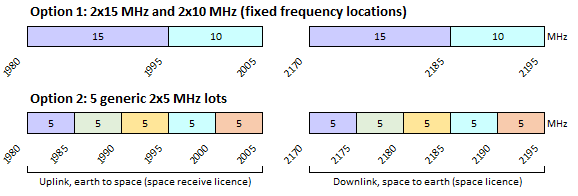 Option 1: 2x15 MHz and 2x10 MHz (fixed frequency locations)
15 10 15 10 MHz
1980 1995 2005 2170 2185 2195
Option 2: 5 generic 2x5 MHz lots
5 5 5 5 5 5 5 5 5 5 MHz
1980 1985 1990 1995 2000 2005 2170 2175 2180 2185 2190 2195
Uplink, earth to space (space receive licence) Downlink, space to earth (space licence)